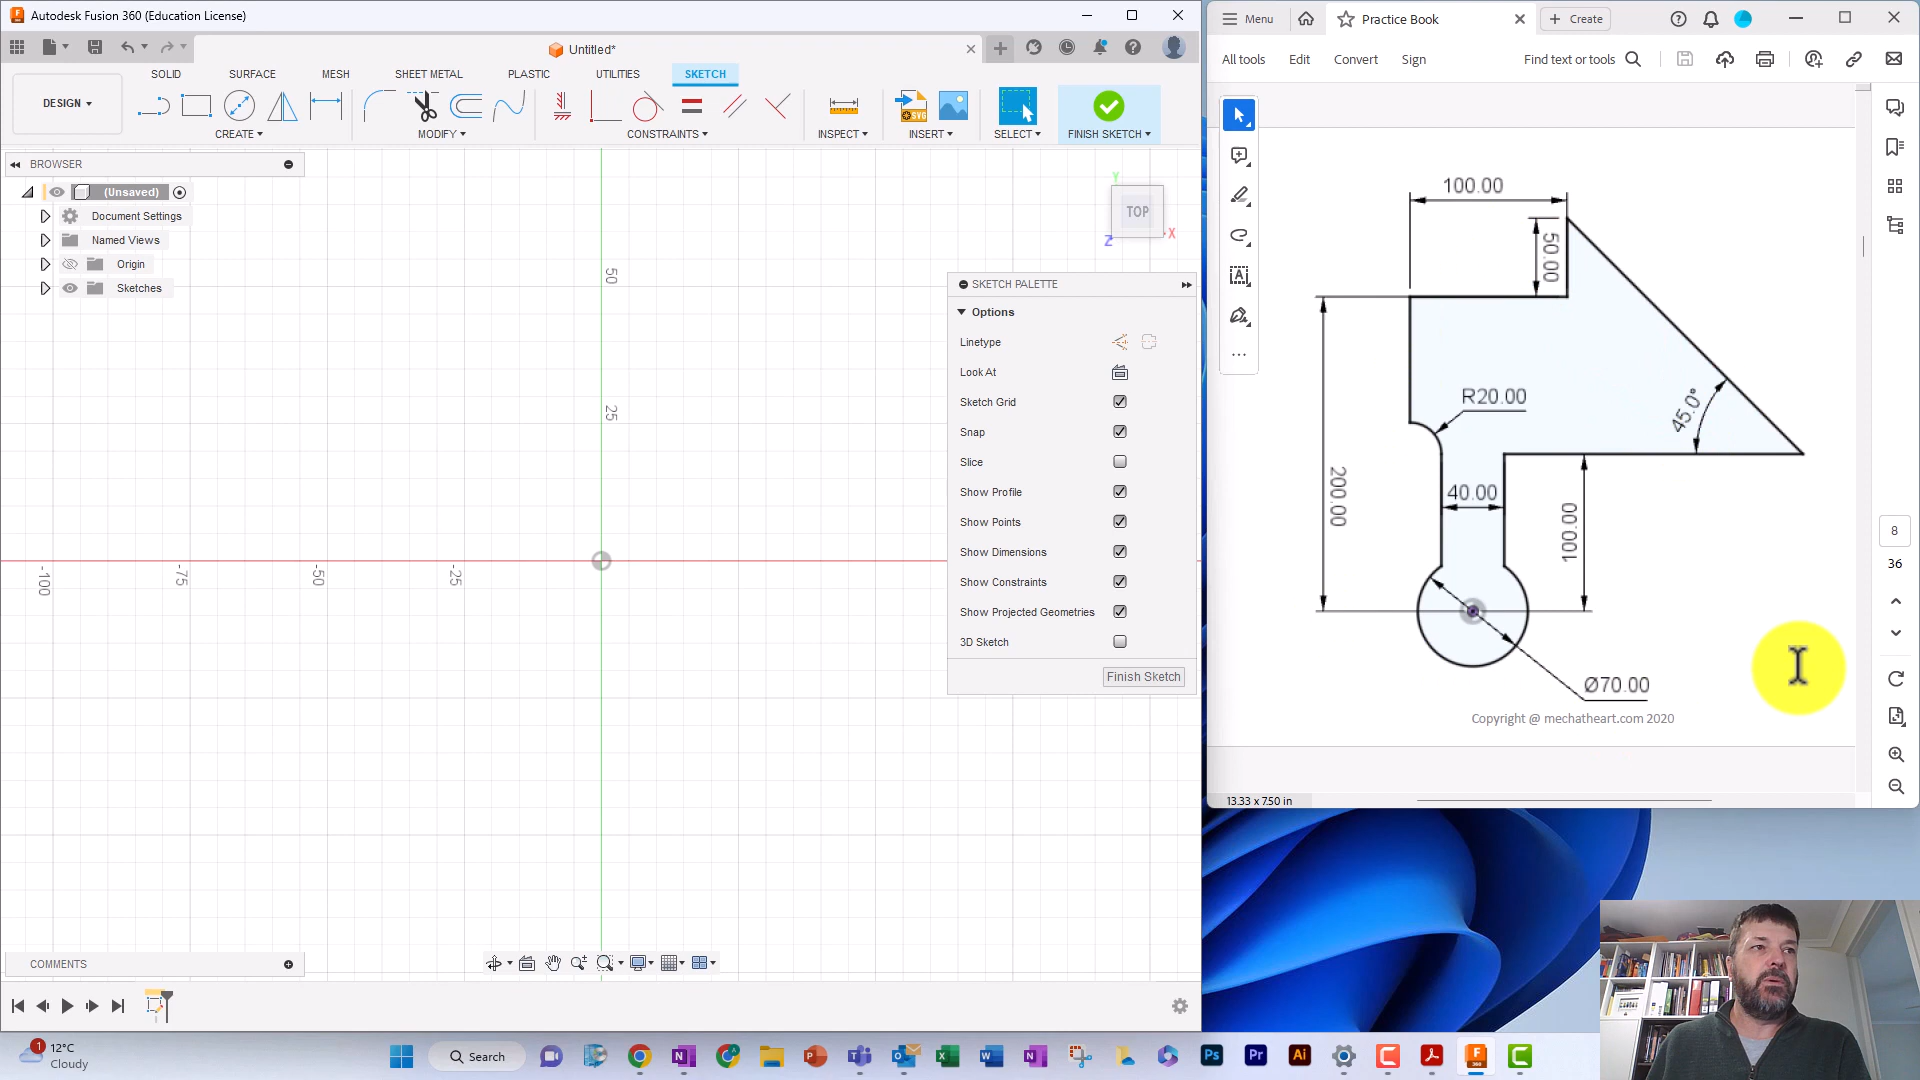 Autodesk Fusion 360 (Education License)
Untitled*
SOLID
SURFACE
MESH
SHEET METAL
PLASTIC
UTILITIES
SKETCH
DESIGN
CREATE
MODIFY
CONSTRAINTS
INSPECT
INSERT
SELECT
FINISH SKETCH
SVG
BROWSER
(Unsaved)
Document Settings
Named Views
Origin
Sketches
50
25
-100
-75
-50
-25
Y
TOP
Z
X
SKETCH PALETTE
Options
Linetype
Look At
Sketch Grid
Snap
Slice
Show Profile
Show Points
Show Dimensions
Show Constraints
Show Projected Geometries
3D Sketch
Finish Sketch
COMMENTS
Menu
Practice Book
Create
All tools
Edit
Convert
Sign
Find text or tools
100.00
50.00
R20.00
45.0°
200.00
40.00
100.00
Ø70.00
Copyright @ mechatheart.com 2020
13.33 x 7.50 in
8
36
1
12°C
Cloudy
Search
Ps
Pr
Ai